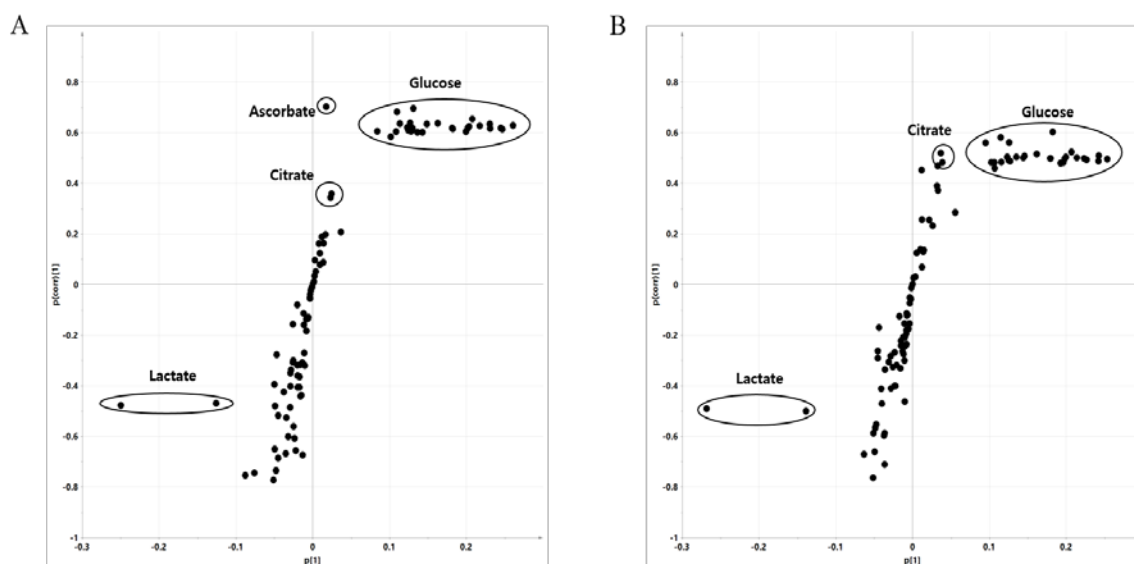 A
B
Glucose
Ascorbate
Citrate
Lactate
0.8
0.6
0.4
0.2
0
-0.2
-0.4
-0.6
-0.8
-1
p(corr)[1]
-0.3
-0.2
-0.1
0
0.1
0.2
p[1]
Glucose
Citrate
Lactate
0.8
0.6
0.4
0.2
0
-0.2
-0.4
-0.6
-0.8
-1
p(corr)[1]
-0.3
-0.2
-0.1
0
0.1
0.2
p[1]